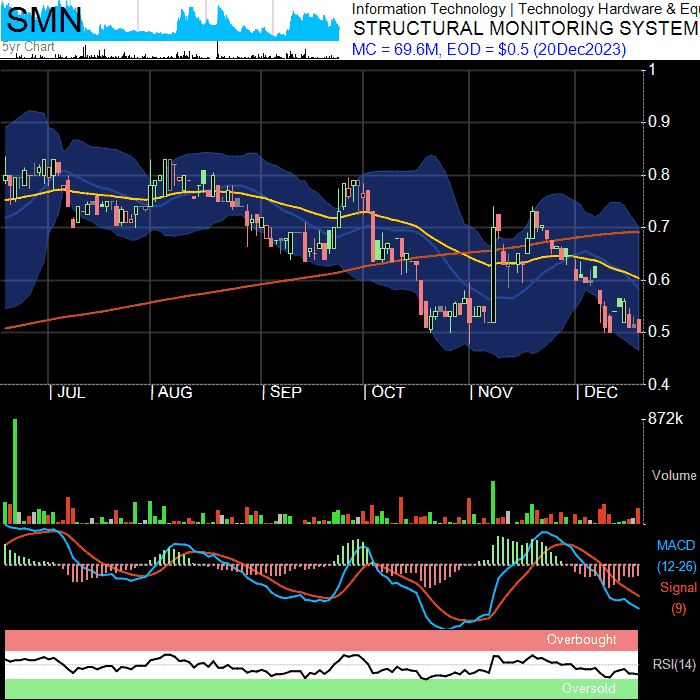 SMN
5yr Chart
Information Technology | Technology Hardware & Equ
STRUCTURAL MONITORING SYSTEM
MC = 69.6M, EOD = $0.5 (20Dec2023)
1
0.9
0.8
0.7
0.6
0.5
0.4
| JUL | AUG | SEP | OCT | NOV | DEC
872k
Volume
MACD
(12-26)
Signal
(9)
Overbought
RSI(14)
Oversold